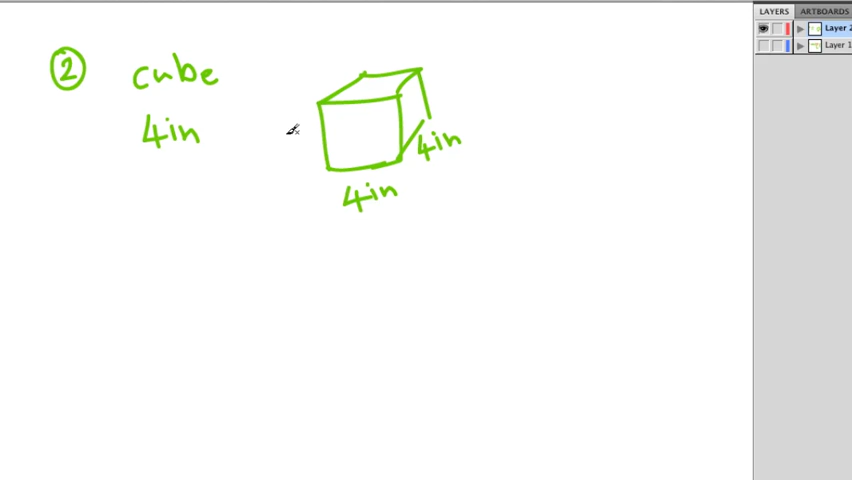 LAYERS ARTBOARDS
Layer 2
Layer 1
② cube
4in
4in
4in